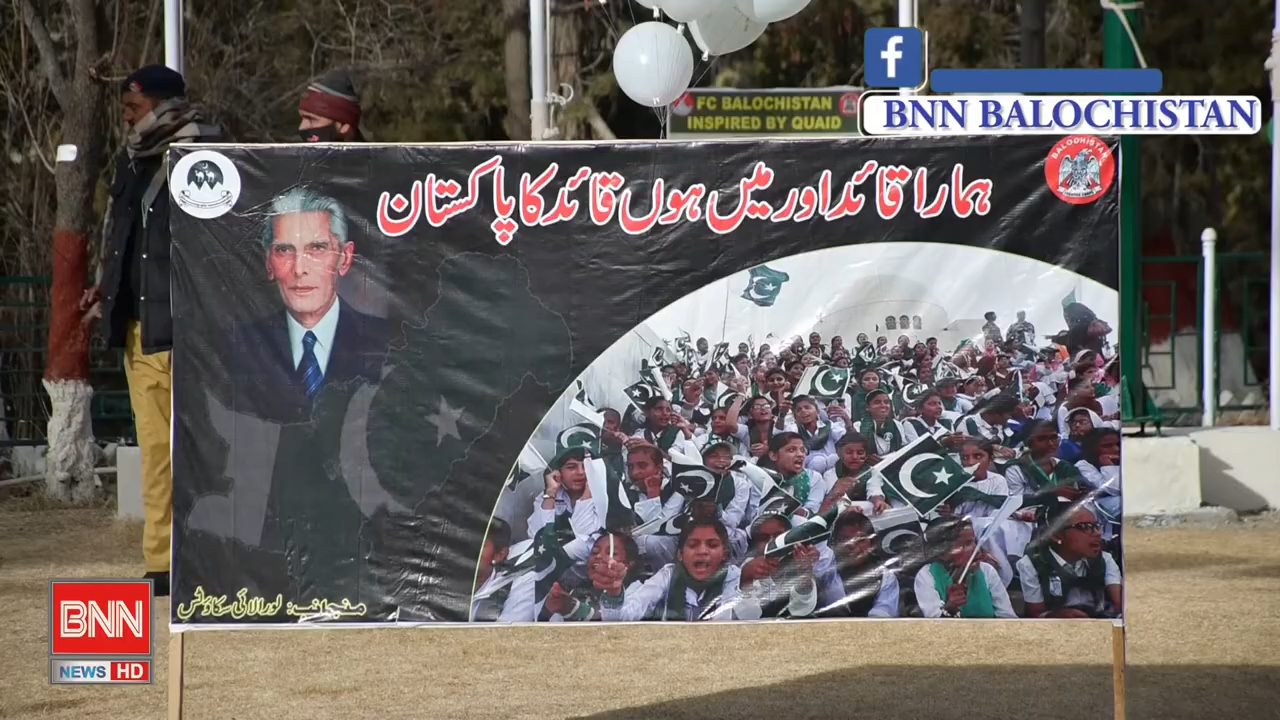 BNN BALOCHISTAN
FC BALOCHISTAN
INSPIRED BY QUAID
ہمارا قائد اور میں ہوں قائد کا پاکستان
BALOCHISTAN
منجانب: لورالائی سکاؤٹس
BNN
NEWS HD